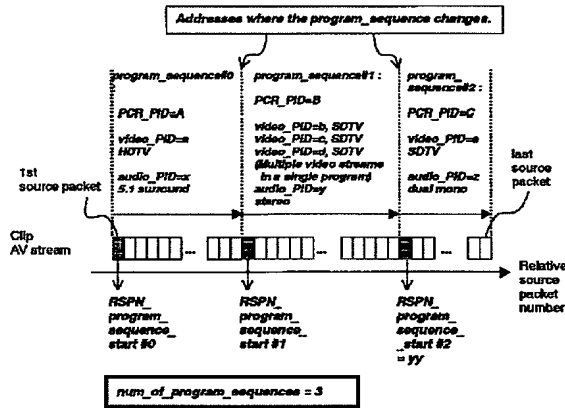 Addresses where the program_sequence changes.
program_sequence#0
PCR_PID=A
video_PID=a
HDTV
audio_PID=x
5.1 surround
program_sequence#1 :
PCR_PID=B
video_PID=b, SDTV
video_PID=c, SDTV
video_PID=d, SDTV
(Multiple video streams
in a single program)
audio_PID=y
stereo
program_
sequence#2 :
PCR_PID=C
video_PID=e
SDTV
audio_PID=z
dual mono
1st
source packet
last
source
packet
Clip
AV stream
...
...
...
Relative
source
packet
number
RSPN_
program_
sequence_
start #0
RSPN_
program_
sequence_
start #1
RSPN_
program_
sequence_
_start #2
= yy
num_of_program_sequences = 3